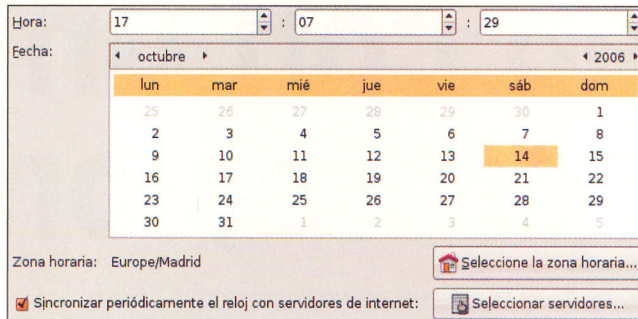 Hora: 17 : 07 : 29
Fecha: octubre 2006
lun mar mié jue vie sáb dom
25 26 27 28 29 30 1
2 3 4 5 6 7 8
9 10 11 12 13 14 15
16 17 18 19 20 21 22
23 24 25 26 27 28 29
30 31 1 2 3 4 5
Zona horaria: Europe/Madrid Seleccione la zona horaria...
Sincronizar periódicamente el reloj con servidores de internet: Seleccionar servidores...